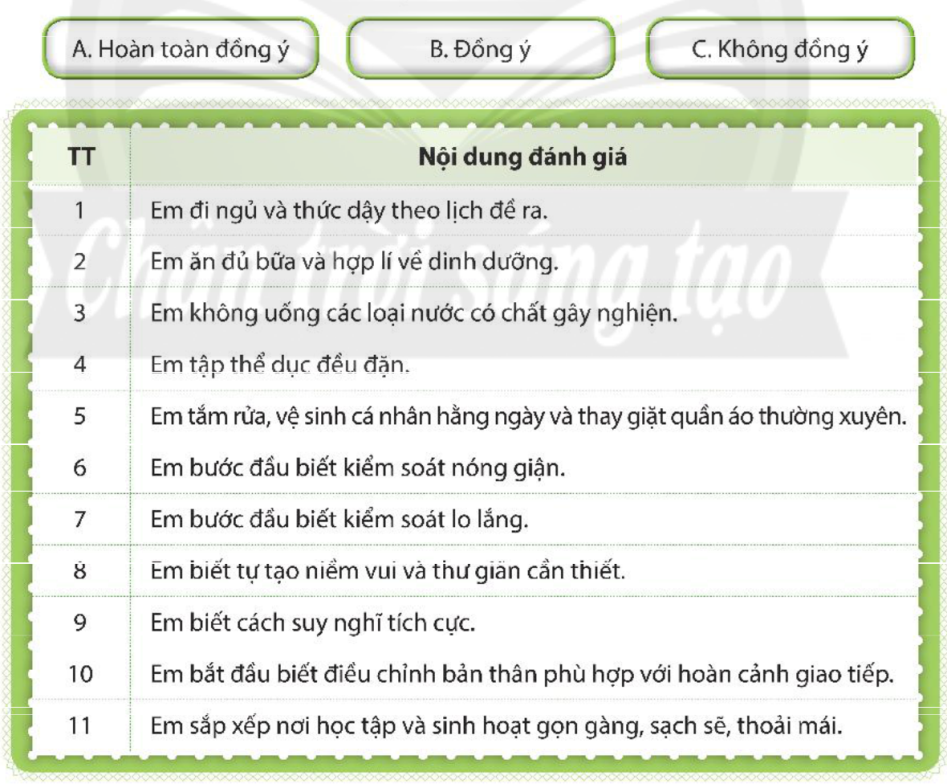 A. Hoàn toàn đồng ý B. Đồng ý C. Không đồng ý
TT Nội dung đánh giá
1 Em đi ngủ và thức dậy theo lịch đề ra.
2 Em ăn đủ bữa và hợp lí về dinh dưỡng.
3 Em không uống các loại nước có chất gây nghiện.
4 Em tập thể dục đều đặn.
5 Em tắm rửa, vệ sinh cá nhân hằng ngày và thay giặt quần áo thường xuyên.
6 Em bước đầu biết kiểm soát nóng giận.
7 Em bước đầu biết kiểm soát lo lắng.
8 Em biết tự tạo niềm vui và thư giãn cần thiết.
9 Em biết cách suy nghĩ tích cực.
10 Em bắt đầu biết điều chỉnh bản thân phù hợp với hoàn cảnh giao tiếp.
11 Em sắp xếp nơi học tập và sinh hoạt gọn gàng, sạch sẽ, thoải mái.
Chân trời sáng tạo